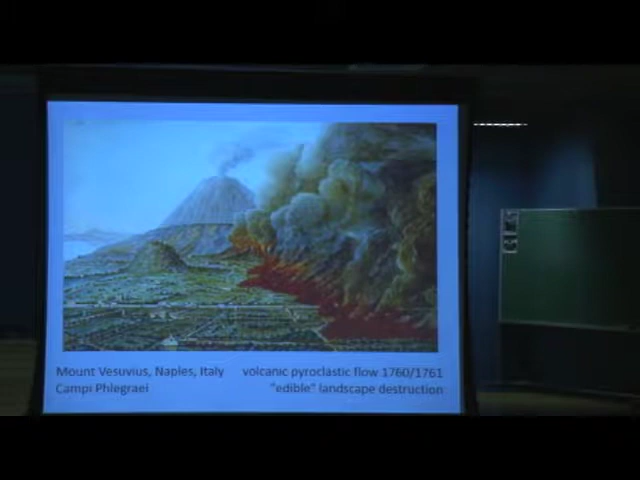 Mount Vesuvius, Naples, Italy volcanic pyroclastic flow 1760/1761
Campi Phlegraei "edible" landscape destruction